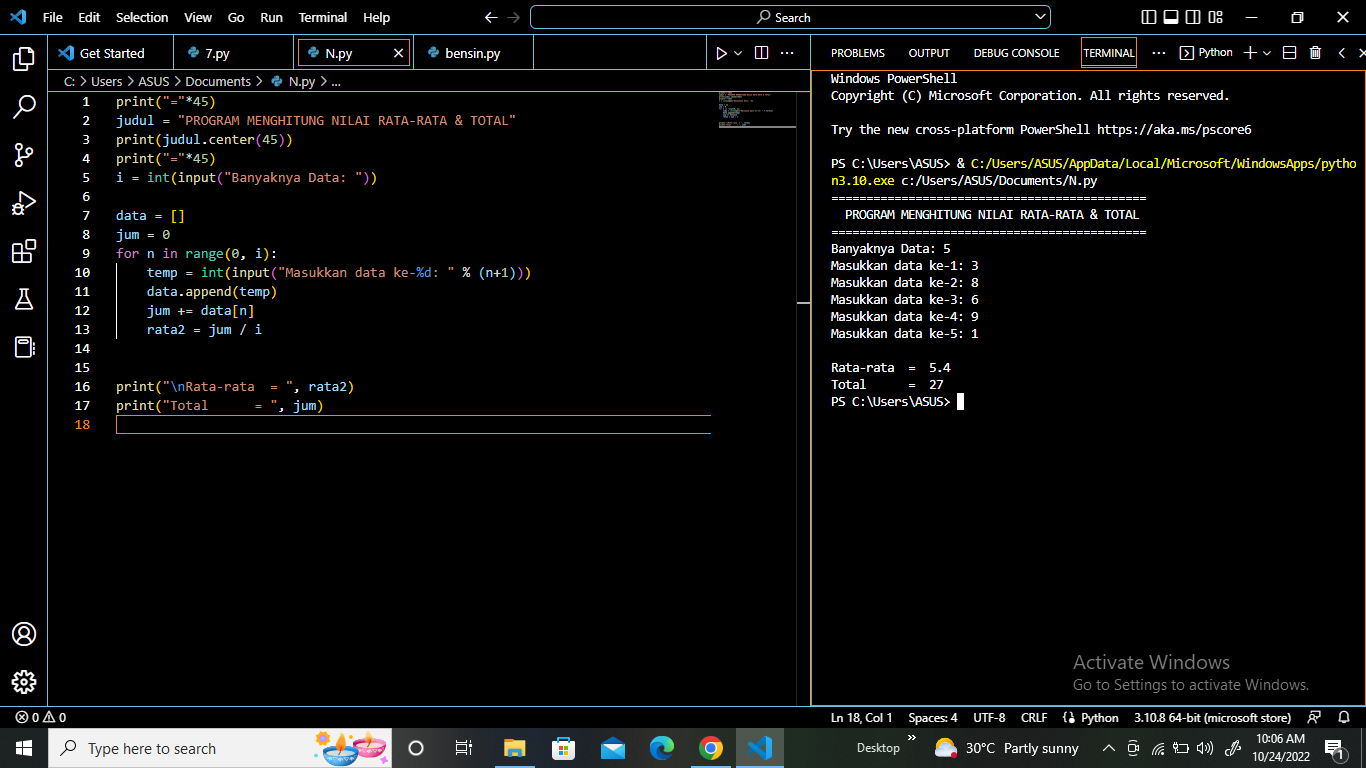 File Edit Selection View Go Run Terminal Help
Search
Get Started
7.py
N.py
bensin.py
PROBLEMS OUTPUT DEBUG CONSOLE TERMINAL ... Python
C: > Users > ASUS > Documents > N.py > ...
1 print("="*45)
2 judul = "PROGRAM MENGHITUNG NILAI RATA-RATA & TOTAL"
3 print(judul.center(45))
4 print("="*45)
5 i = int(input("Banyaknya Data: "))
6
7 data = []
8 jum = 0
9 for n in range(0, i):
10 temp = int(input("Masukkan data ke-%d: " % (n+1)))
11 data.append(temp)
12 jum += data[n]
13 rata2 = jum / i
14
15
16 print("\nRata-rata  = ", rata2)
17 print("Total      = ", jum)
18
Windows PowerShell
Copyright (C) Microsoft Corporation. All rights reserved.
Try the new cross-platform PowerShell https://aka.ms/pscore6
PS C:\Users\ASUS> & C:/Users/ASUS/AppData/Local/Microsoft/WindowsApps/pytho
n3.10.exe c:/Users/ASUS/Documents/N.py
=============================================
PROGRAM MENGHITUNG NILAI RATA-RATA & TOTAL
=============================================
Banyaknya Data: 5
Masukkan data ke-1: 3
Masukkan data ke-2: 8
Masukkan data ke-3: 6
Masukkan data ke-4: 9
Masukkan data ke-5: 1
Rata-rata  =  5.4
Total      =  27
PS C:\Users\ASUS>
Activate Windows
Go to Settings to activate Windows.
0 0
Ln 18, Col 1 Spaces: 4 UTF-8 CRLF Python 3.10.8 64-bit (microsoft store)
Type here to search
Desktop
30°C Partly sunny
10:06 AM
10/24/2022
1